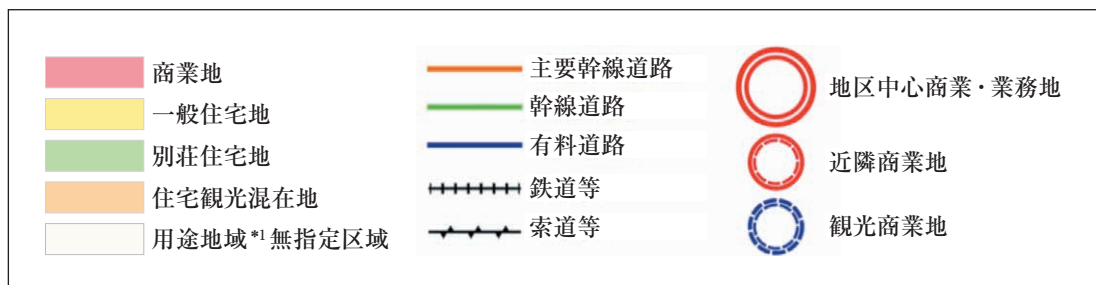 商業地
一般住宅地
別荘住宅地
住宅観光混在地
用途地域*1無指定区域
主要幹線道路
幹線道路
有料道路
鉄道等
索道等
地区中心商業・業務地
近隣商業地
観光商業地